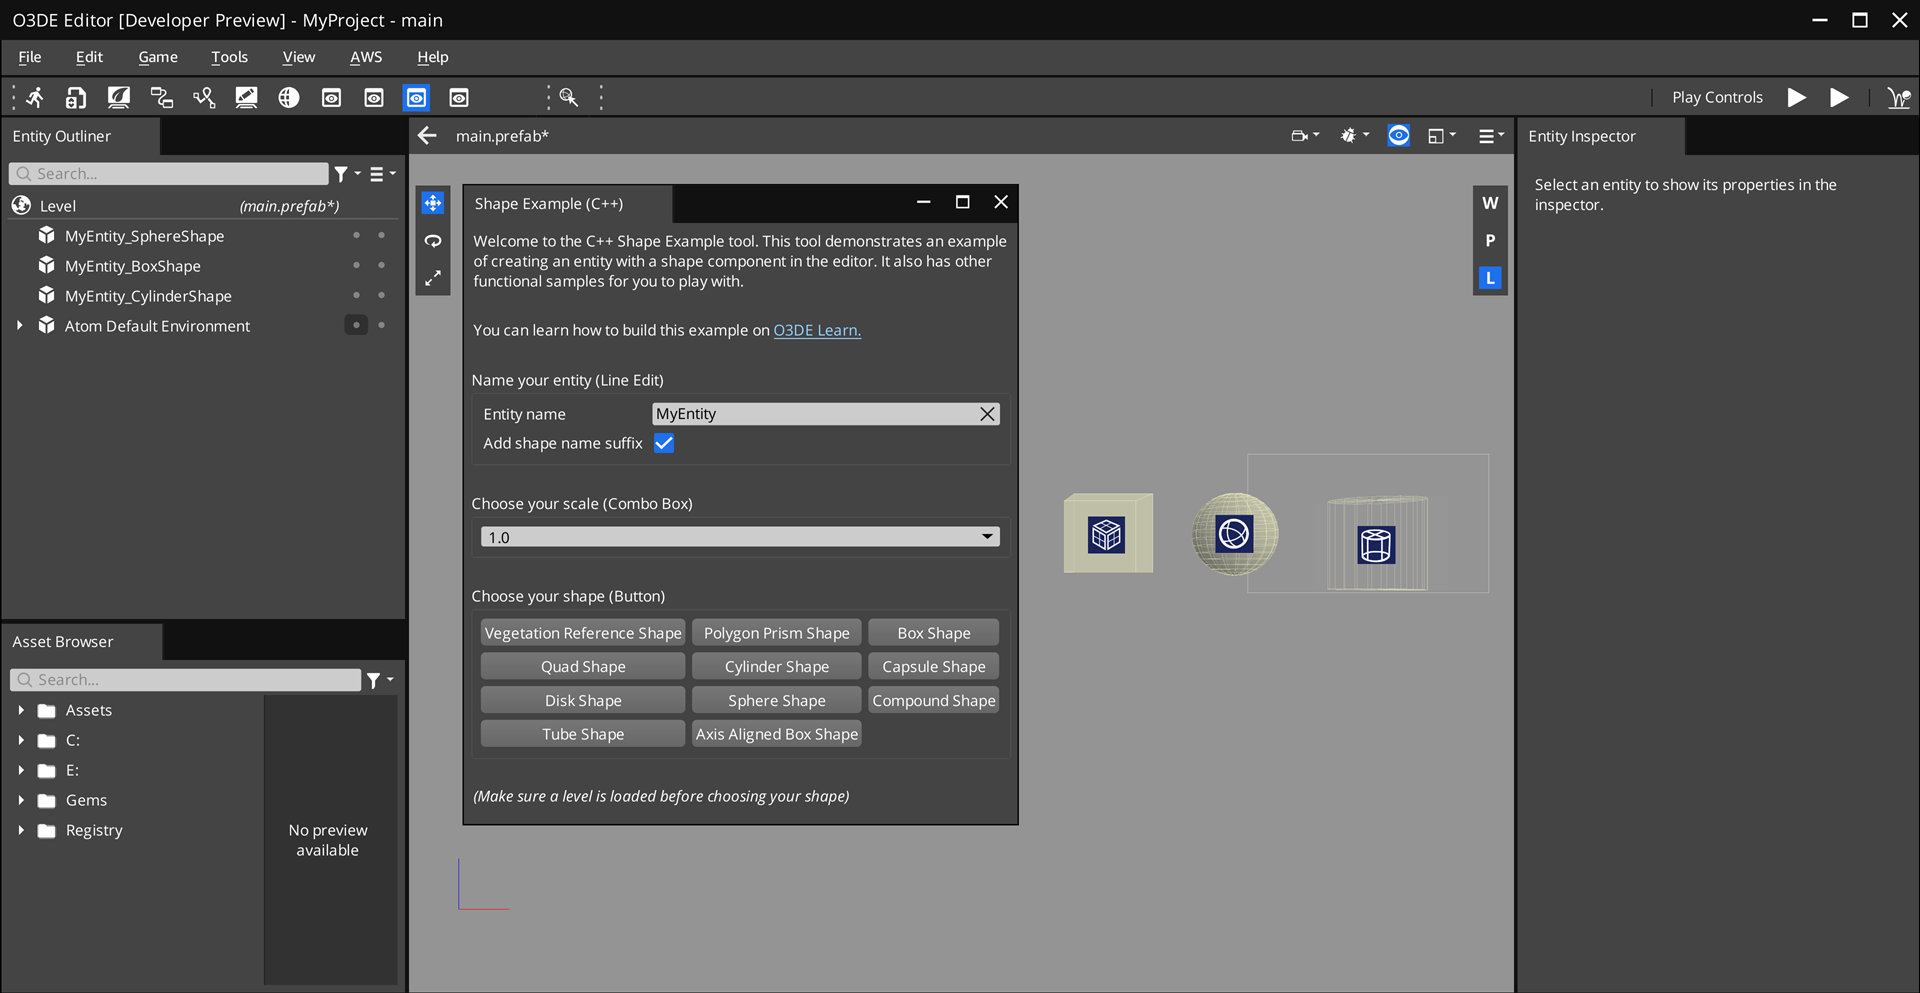 O3DE Editor [Developer Preview] - MyProject - main
File Edit Game Tools View AWS Help
Play Controls
Entity Outliner
Search...
Level (main.prefab*)
MyEntity_SphereShape
MyEntity_BoxShape
MyEntity_CylinderShape
Atom Default Environment
Asset Browser
Search...
Assets
C:
E:
Gems
Registry
No preview
available
main.prefab*
Shape Example (C++)
Welcome to the C++ Shape Example tool. This tool demonstrates an example
of creating an entity with a shape component in the editor. It also has other
functional samples for you to play with.
You can learn how to build this example on O3DE Learn.
Name your entity (Line Edit)
Entity name MyEntity
Add shape name suffix
Choose your scale (Combo Box)
1.0
Choose your shape (Button)
Vegetation Reference Shape Polygon Prism Shape Box Shape
Quad Shape Cylinder Shape Capsule Shape
Disk Shape Sphere Shape Compound Shape
Tube Shape Axis Aligned Box Shape
(Make sure a level is loaded before choosing your shape)
W
P
L
Entity Inspector
Select an entity to show its properties in the
inspector.